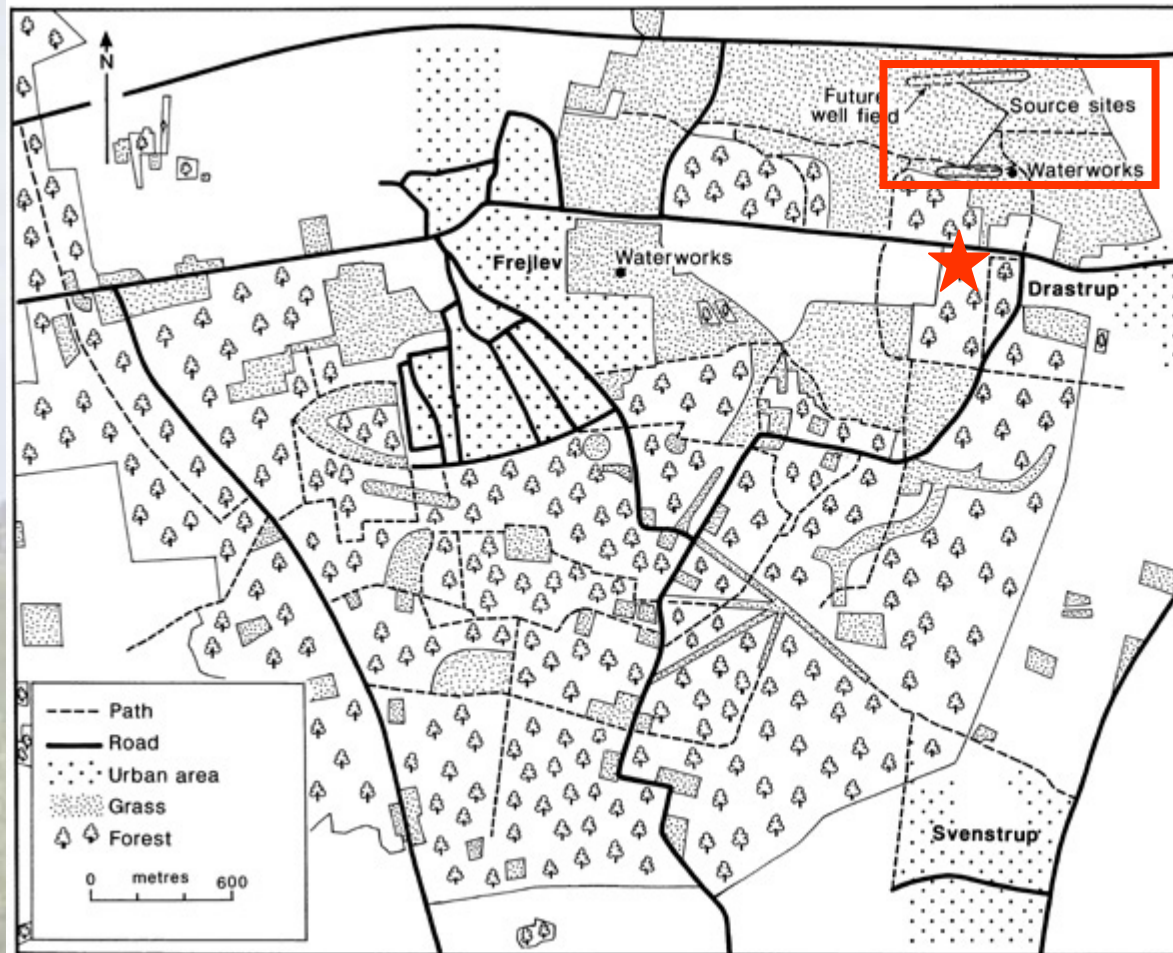 N
Future
well field
Source sites
Waterworks
Frejlev
Waterworks
Drastrup
Path
Road
Urban area
Grass
Forest
0 metres 600
Svenstrup